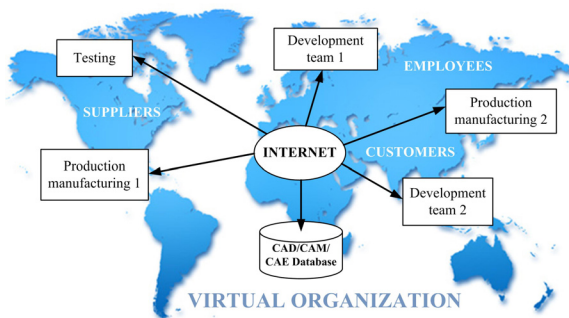 Testing
Development
team 1
EMPLOYEES
SUPPLIERS
Production
manufacturing 2
INTERNET
CUSTOMERS
Production
manufacturing 1
Development
team 2
CAD/CAM/
CAE Database
VIRTUAL ORGANIZATION